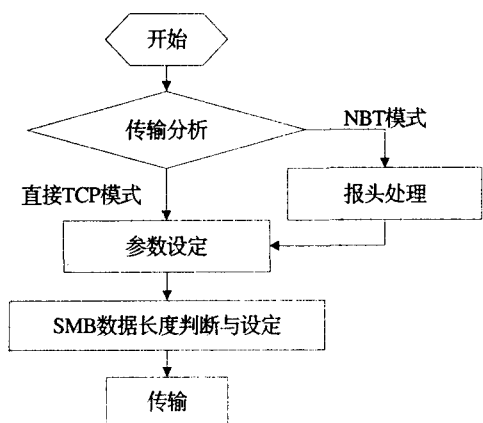 开始
传输分析
NBT模式
直接TCP模式
报头处理
参数设定
SMB数据长度判断与设定
传输